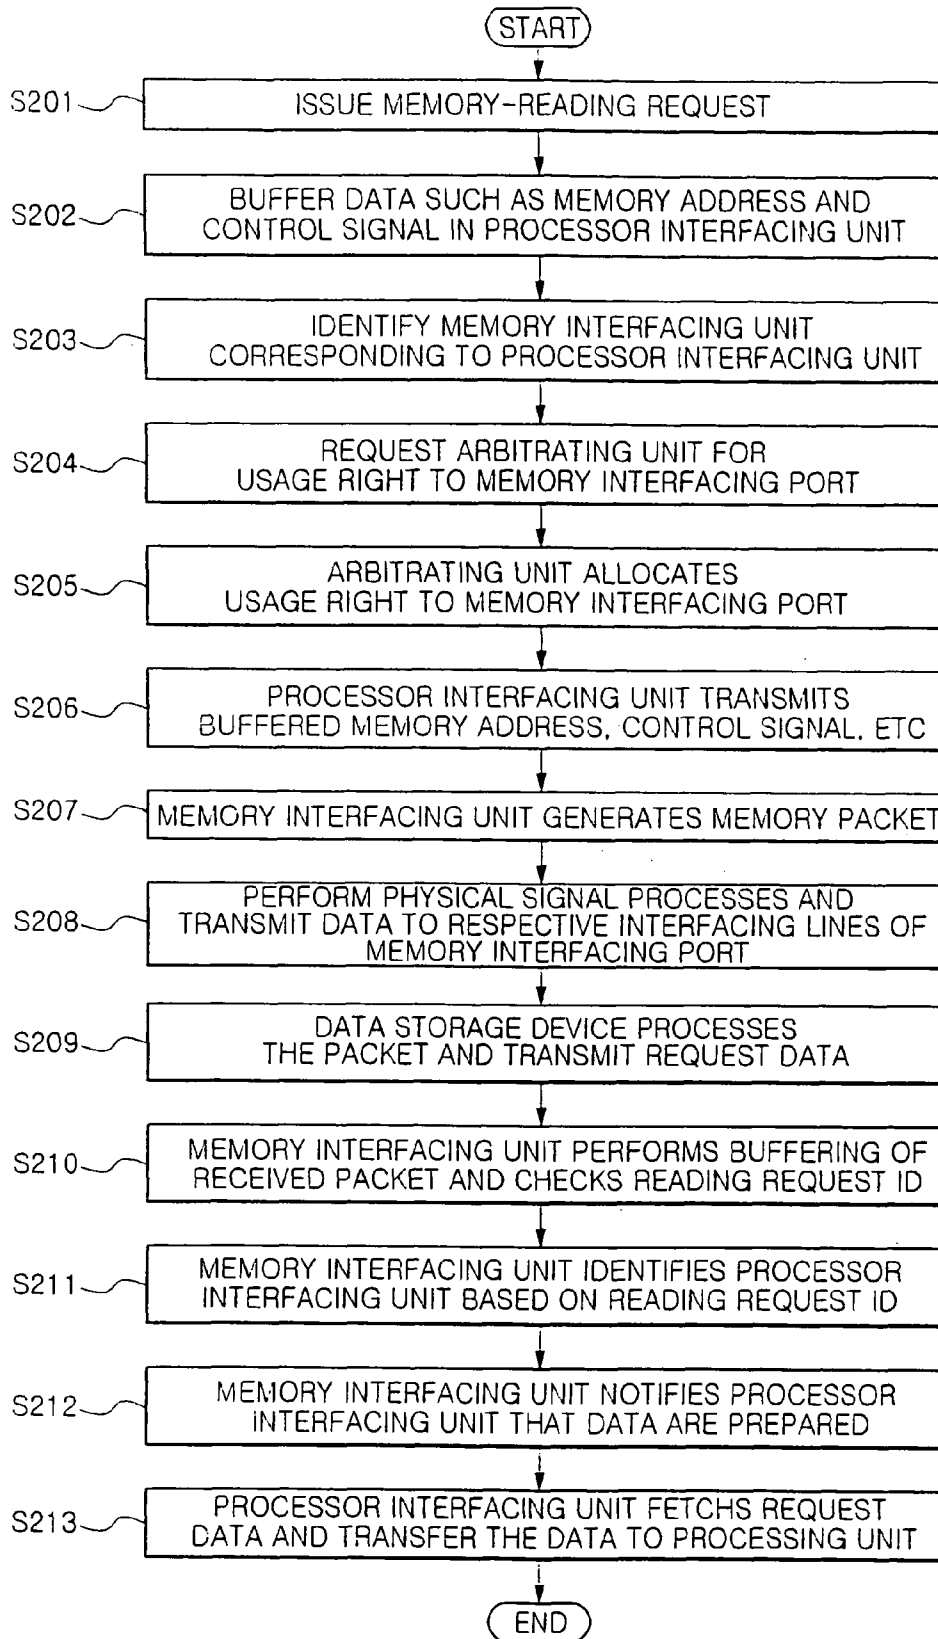 START
S201
ISSUE MEMORY-READING REQUEST
S202
BUFFER DATA SUCH AS MEMORY ADDRESS AND
CONTROL SIGNAL IN PROCESSOR INTERFACING UNIT
S203
IDENTIFY MEMORY INTERFACING UNIT
CORRESPONDING TO PROCESSOR INTERFACING UNIT
S204
REQUEST ARBITRATING UNIT FOR
USAGE RIGHT TO MEMORY INTERFACING PORT
S205
ARBITRATING UNIT ALLOCATES
USAGE RIGHT TO MEMORY INTERFACING PORT
S206
PROCESSOR INTERFACING UNIT TRANSMITS
BUFFERED MEMORY ADDRESS, CONTROL SIGNAL. ETC
S207
MEMORY INTERFACING UNIT GENERATES MEMORY PACKET
S208
PERFORM PHYSICAL SIGNAL PROCESSES AND
TRANSMIT DATA TO RESPECTIVE INTERFACING LINES OF
MEMORY INTERFACING PORT
S209
DATA STORAGE DEVICE PROCESSES
THE PACKET AND TRANSMIT REQUEST DATA
S210
MEMORY INTERFACING UNIT PERFORMS BUFFERING OF
RECEIVED PACKET AND CHECKS READING REQUEST ID
S211
MEMORY INTERFACING UNIT IDENTIFIES PROCESSOR
INTERFACING UNIT BASED ON READING REQUEST ID
S212
MEMORY INTERFACING UNIT NOTIFIES PROCESSOR
INTERFACING UNIT THAT DATA ARE PREPARED
S213
PROCESSOR INTERFACING UNIT FETCHS REQUEST
DATA AND TRANSFER THE DATA TO PROCESSING UNIT
END